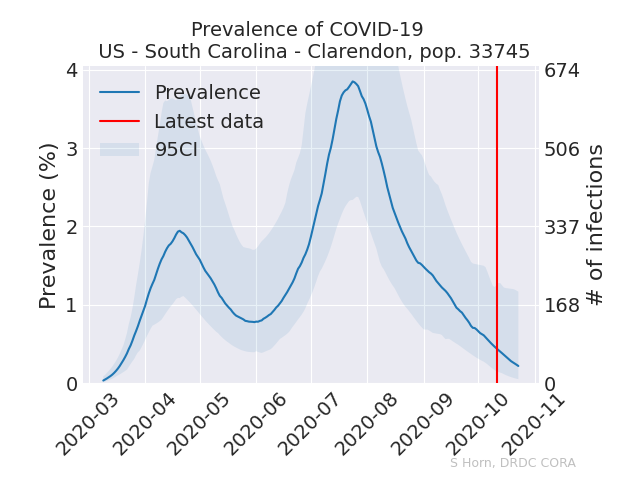 Prevalence of COVID-19
US - South Carolina - Clarendon, pop. 33745
Prevalence (%)
4
3
2
1
0
Prevalence
Latest data
95CI
674
506
337
168
0
# of infections
2020-03
2020-04
2020-05
2020-06
2020-07
2020-08
2020-09
2020-10
2020-11
S Horn, DRDC CORA